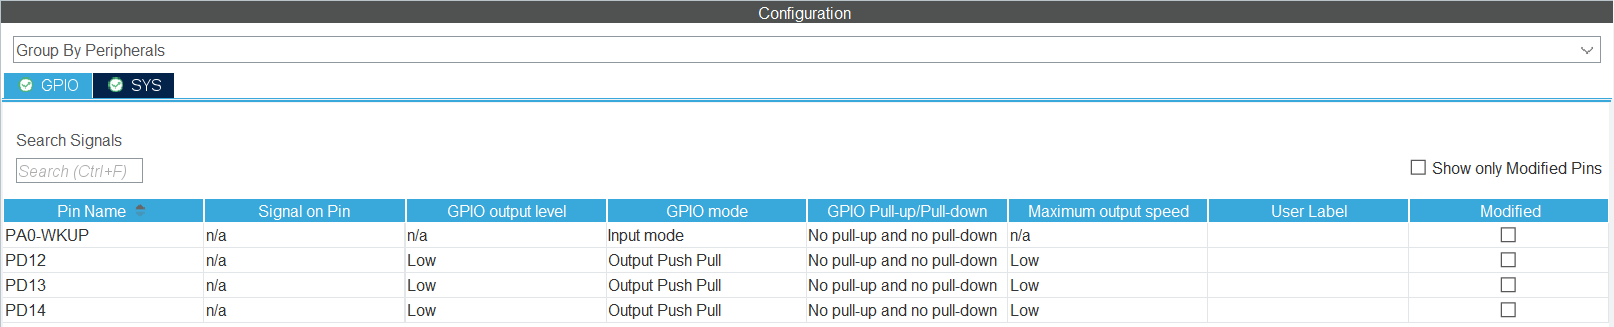 Configuration
Group By Peripherals
GPIO SYS
Search Signals
Search (Ctrl+F)
Show only Modified Pins
Pin Name Signal on Pin GPIO output level GPIO mode GPIO Pull-up/Pull-down Maximum output speed User Label Modified
PA0-WKUP n/a n/a Input mode No pull-up and no pull-down n/a
PD12 n/a Low Output Push Pull No pull-up and no pull-down Low
PD13 n/a Low Output Push Pull No pull-up and no pull-down Low
PD14 n/a Low Output Push Pull No pull-up and no pull-down Low